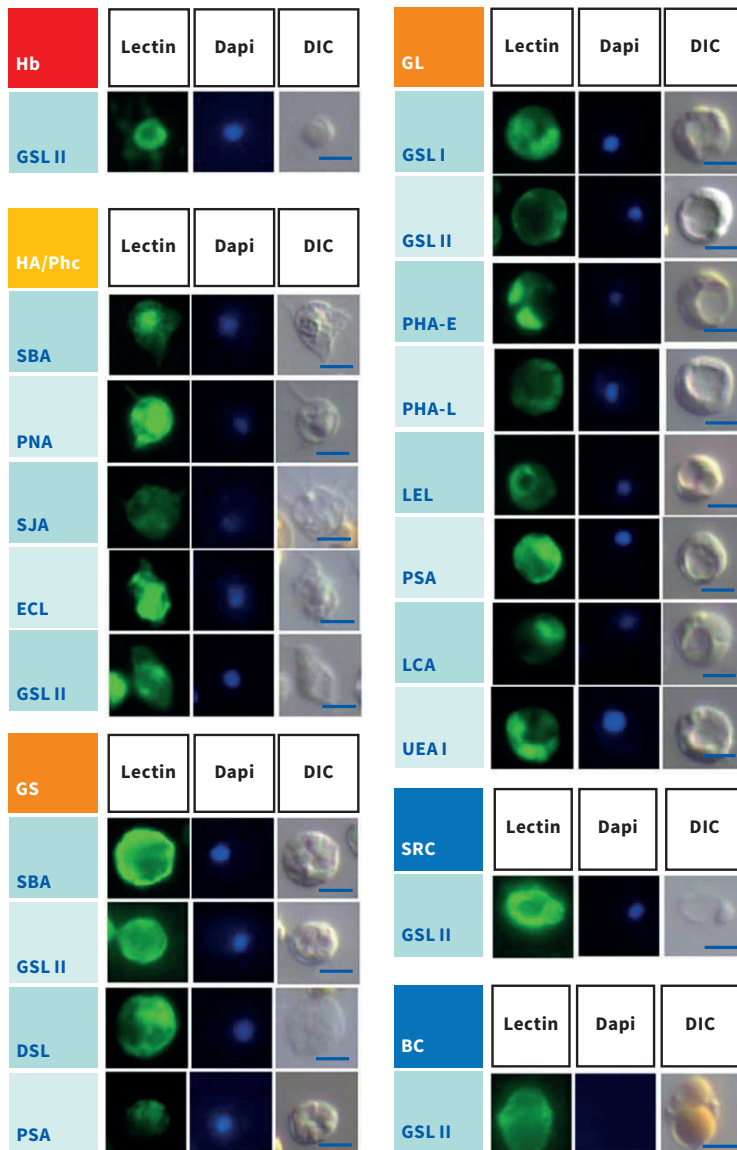 Hb
Lectin
Dapi
DIC
GSL II
HA/Phc
Lectin
Dapi
DIC
SBA
PNA
SJA
ECL
GSL II
GS
Lectin
Dapi
DIC
SBA
GSL II
DSL
PSA
GL
Lectin
Dapi
DIC
GSL I
GSL II
PHA-E
PHA-L
LEL
PSA
LCA
UEA I
SRC
Lectin
Dapi
DIC
GSL II
BC
Lectin
Dapi
DIC
GSL II